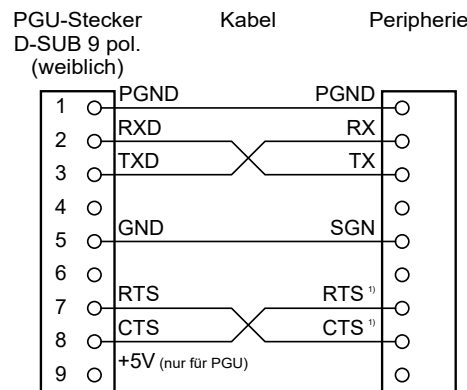 PGU-Stecker Kabel Peripherie
D-SUB 9 pol.
(weiblich)
1 PGND PGND
2 RXD RX
3 TXD TX
4
5 GND SGN
6
7 RTS RTS 1)
8 CTS CTS 1)
9 +5V (nur für PGU)